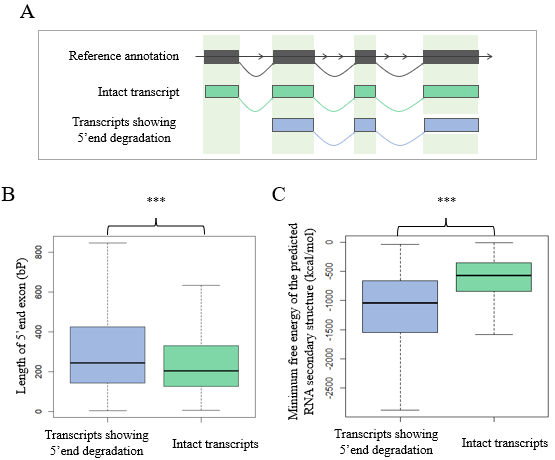 A
Reference annotation
Intact transcript
Transcripts showing
5'end degradation
B
***
Length of 5'end exon (bP)
800
600
400
200
0
Transcripts showing
5'end degradation
Intact transcripts
C
***
Minimum free energy of the predicted
RNA secondary structure (kcal/mol)
0
-500
-1000
-1500
-2000
-2500
Transcripts showing
5'end degradation
Intact transcripts